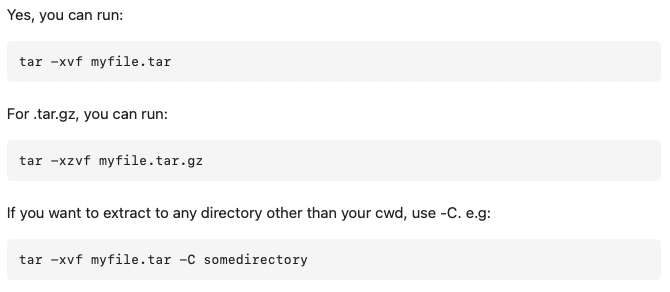 Yes, you can run:
tar -xvf myfile.tar
For .tar.gz, you can run:
tar -xzvf myfile.tar.gz
If you want to extract to any directory other than your cwd, use -C. e.g:
tar -xvf myfile.tar -C somedirectory